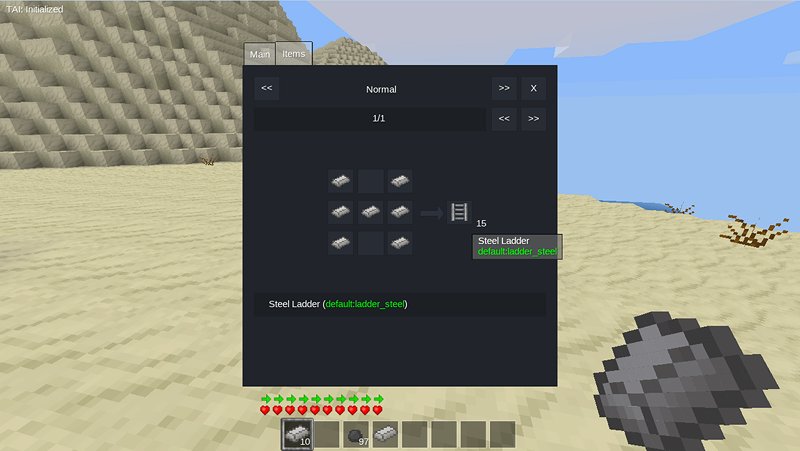 TAI: Initialized
Main Items
<< Normal >> X
1/1 << >>
15
Steel Ladder
default:ladder_steel
Steel Ladder (default:ladder_steel)
10 97